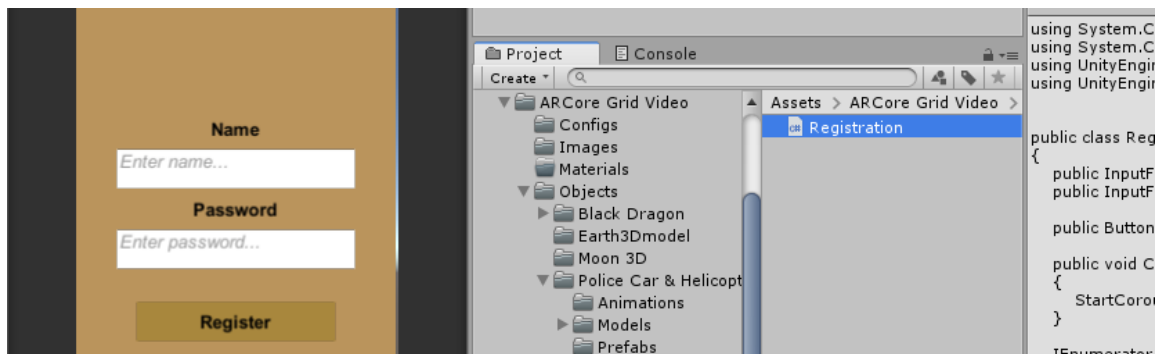 Name
Enter name...
Password
Enter password...
Register
Project
Console
Create
ARCore Grid Video
Configs
Images
Materials
Objects
Black Dragon
Earth3Dmodel
Moon 3D
Police Car & Helicopt
Animations
Models
Prefabs
Assets > ARCore Grid Video >
c# Registration
using System.C
using System.C
using UnityEngi
using UnityEngi
public class Reg
{
public InputF
public InputF
public Button
public void C
{
StartCorou
}
IEnumerator